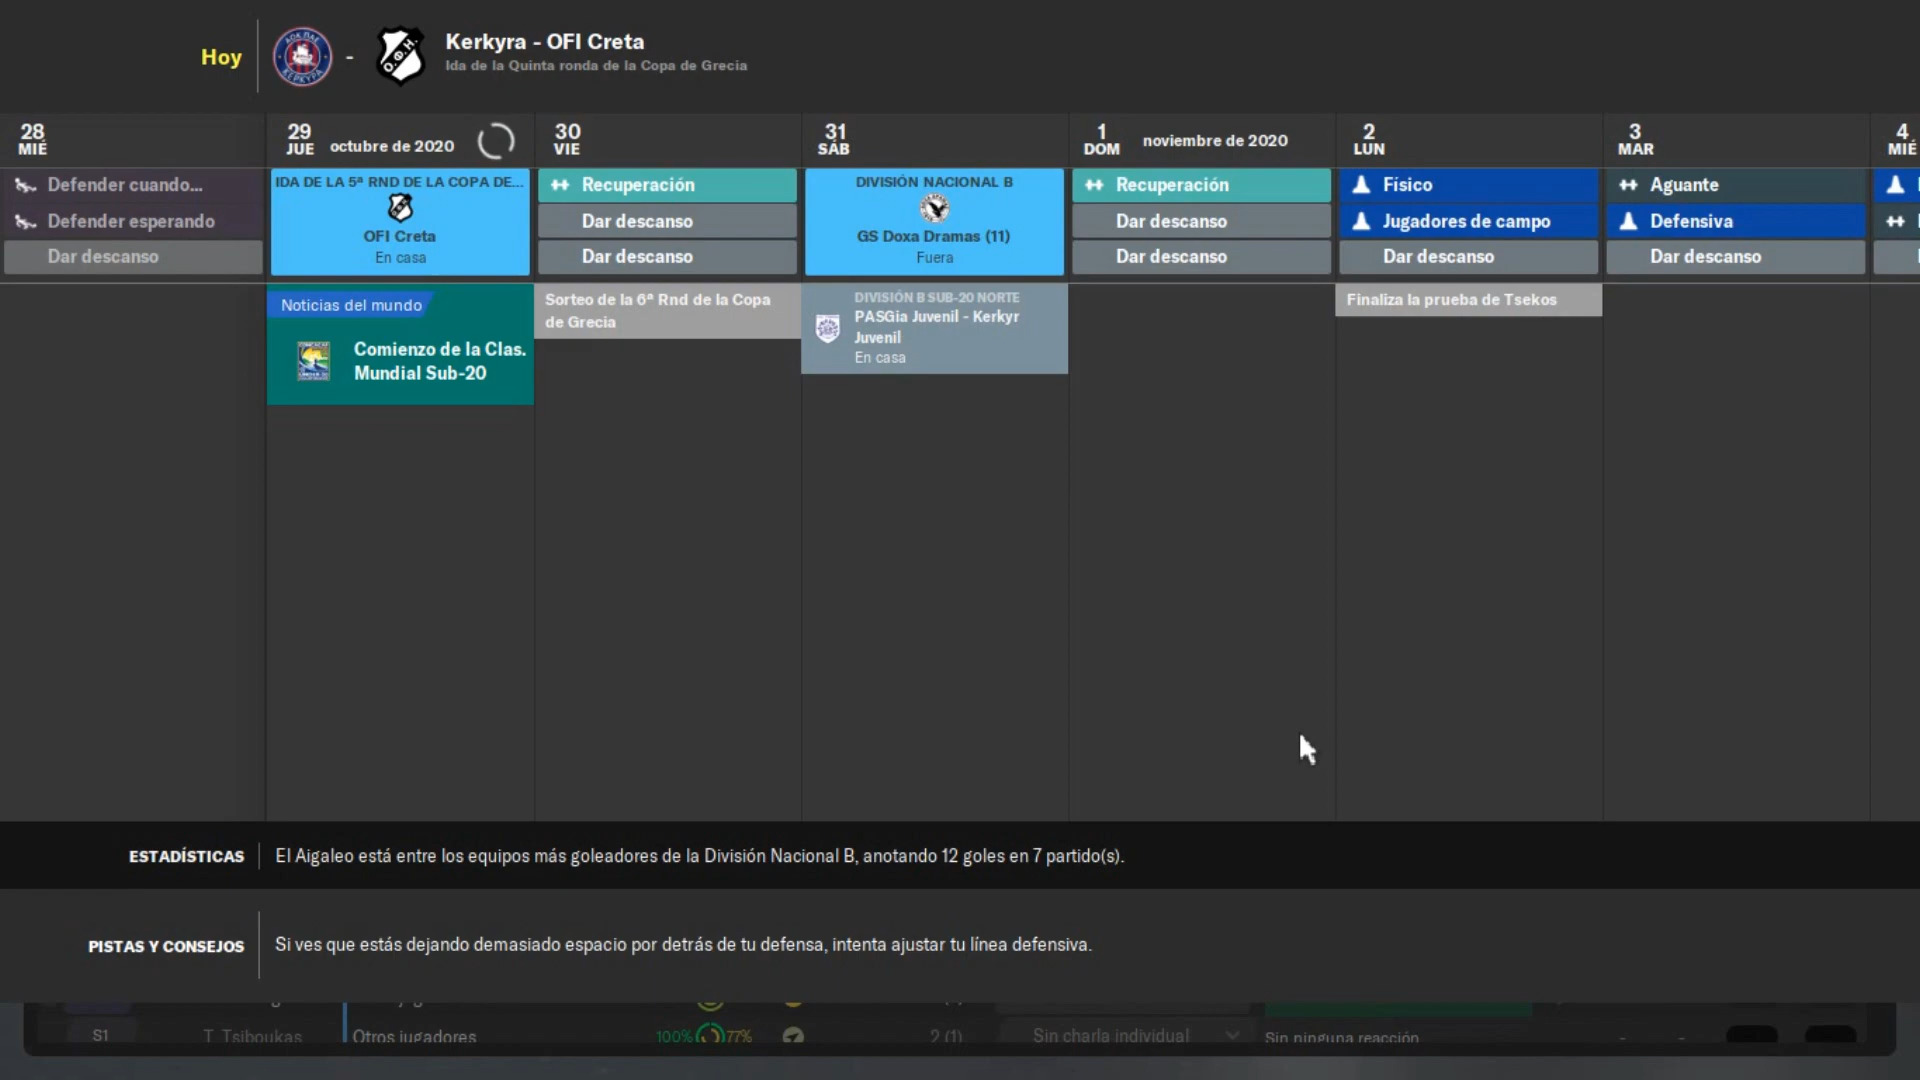 Hoy
-
Kerkyra - OFI Creta
Ida de la Quinta ronda de la Copa de Grecia
28
MIÉ
29
JUE
octubre de 2020
30
VIE
31
SÁB
1
DOM
noviembre de 2020
2
LUN
3
MAR
4
MIÉ
Defender cuando...
Defender esperando
Dar descanso
IDA DE LA 5ª RND DE LA COPA DE...
OFI Creta
En casa
Recuperación
Dar descanso
Dar descanso
DIVISIÓN NACIONAL B
GS Doxa Dramas (11)
Fuera
Recuperación
Dar descanso
Dar descanso
Físico
Jugadores de campo
Dar descanso
Aguante
Defensiva
Dar descanso
Noticias del mundo
Comienzo de la Clas.
Mundial Sub-20
Sorteo de la 6ª Rnd de la Copa
de Grecia
DIVISIÓN B SUB-20 NORTE
PASGia Juvenil - Kerkyr
Juvenil
En casa
Finaliza la prueba de Tsekos
ESTADÍSTICAS
El Aigaleo está entre los equipos más goleadores de la División Nacional B, anotando 12 goles en 7 partido(s).
PISTAS Y CONSEJOS
Si ves que estás dejando demasiado espacio por detrás de tu defensa, intenta ajustar tu línea defensiva.
S1
T. Tsiboukas
Otros jugadores
100%
77%
2 (1)
Sin charla individual
Sin ninguna reacción
-
-